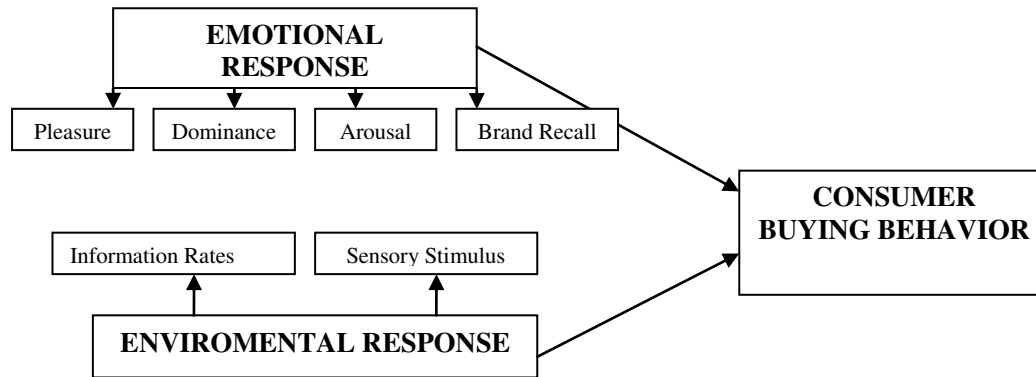 EMOTIONAL
RESPONSE
Pleasure
Dominance
Arousal
Brand Recall
CONSUMER
BUYING BEHAVIOR
Information Rates
Sensory Stimulus
ENVIROMENTAL RESPONSE